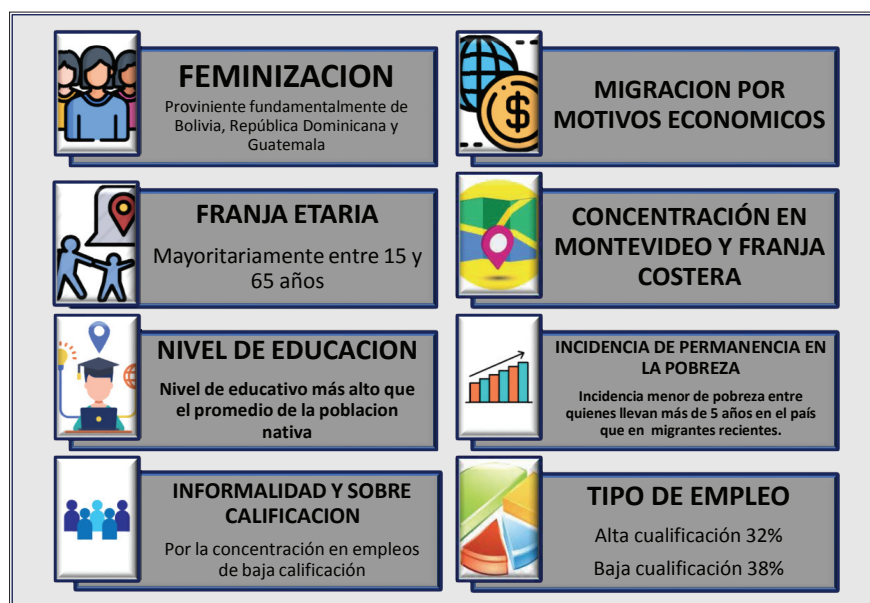 FEMINIZACION
Proviniente fundamentalmente de
Bolivia, República Dominicana y
Guatemala
MIGRACION POR
MOTIVOS ECONOMICOS
FRANJA ETARIA
Mayoritariamente entre 15 y
65 años
CONCENTRACIÓN EN
MONTEVIDEO Y FRANJA
COSTERA
NIVEL DE EDUCACION
Nivel de educativo más alto que
el promedio de la poblacion
nativa
INCIDENCIA DE PERMANENCIA EN
LA POBREZA
Incidencia menor de pobreza entre
quienes llevan más de 5 años en el país
que en migrantes recientes.
INFORMALIDAD Y SOBRE
CALIFICACION
Por la concentración en empleos
de baja calificación
TIPO DE EMPLEO
Alta cualificación 32%
Baja cualificación 38%